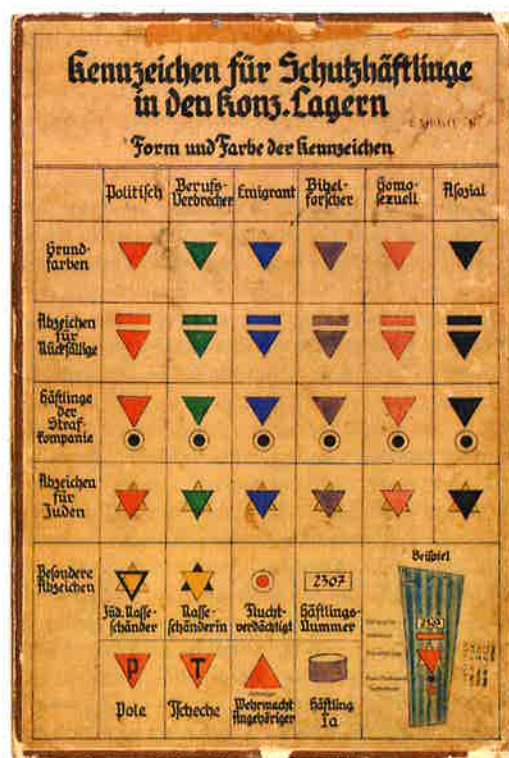 Kennzeichen für Schutzhäftlinge
in den Konz.Lagern
Form und Farbe der Kennzeichen
Politisch
Berufs-
Verbrecher
Emigrant
Bibel-
forscher
Homo-
sexuell
Asozial
Grund-
farben
Abzeichen
für
Rückfällige
Häftlinge
der
Straf-
kompanie
Abzeichen
für
Juden
Besondere
Abzeichen
Jüd. Rasse-
schänder
Rasse-
schänderin
Flucht-
verdächtigt
2307
Häftlings-
Nummer
Beispiel
2307
P
Pole
T
Tscheche
Wehrmacht
Angehöriger
Häftling
Ia